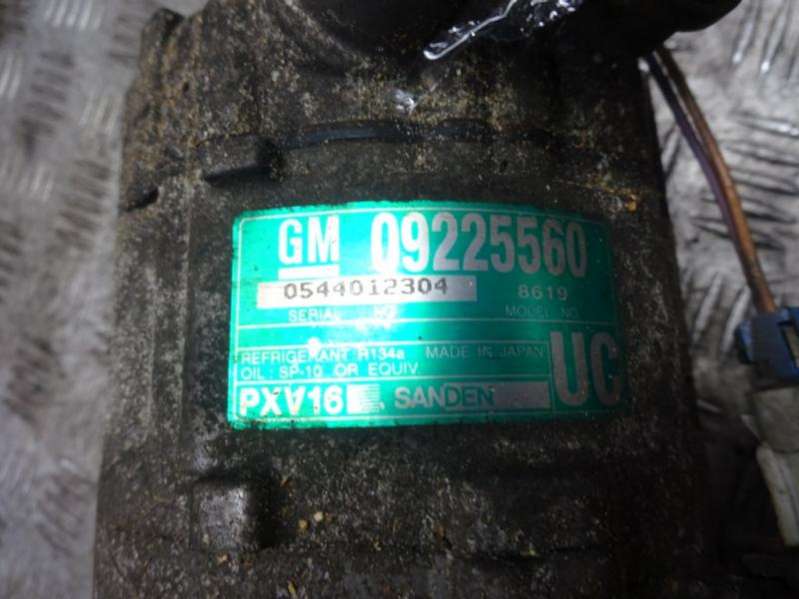 GM 09225560
0544012304 8619
SERIAL NO. MODEL NO.
REFRIGERANT R134a MADE IN JAPAN
OIL : SP-10 OR EQUIV.
PXV16 SANDEN UC